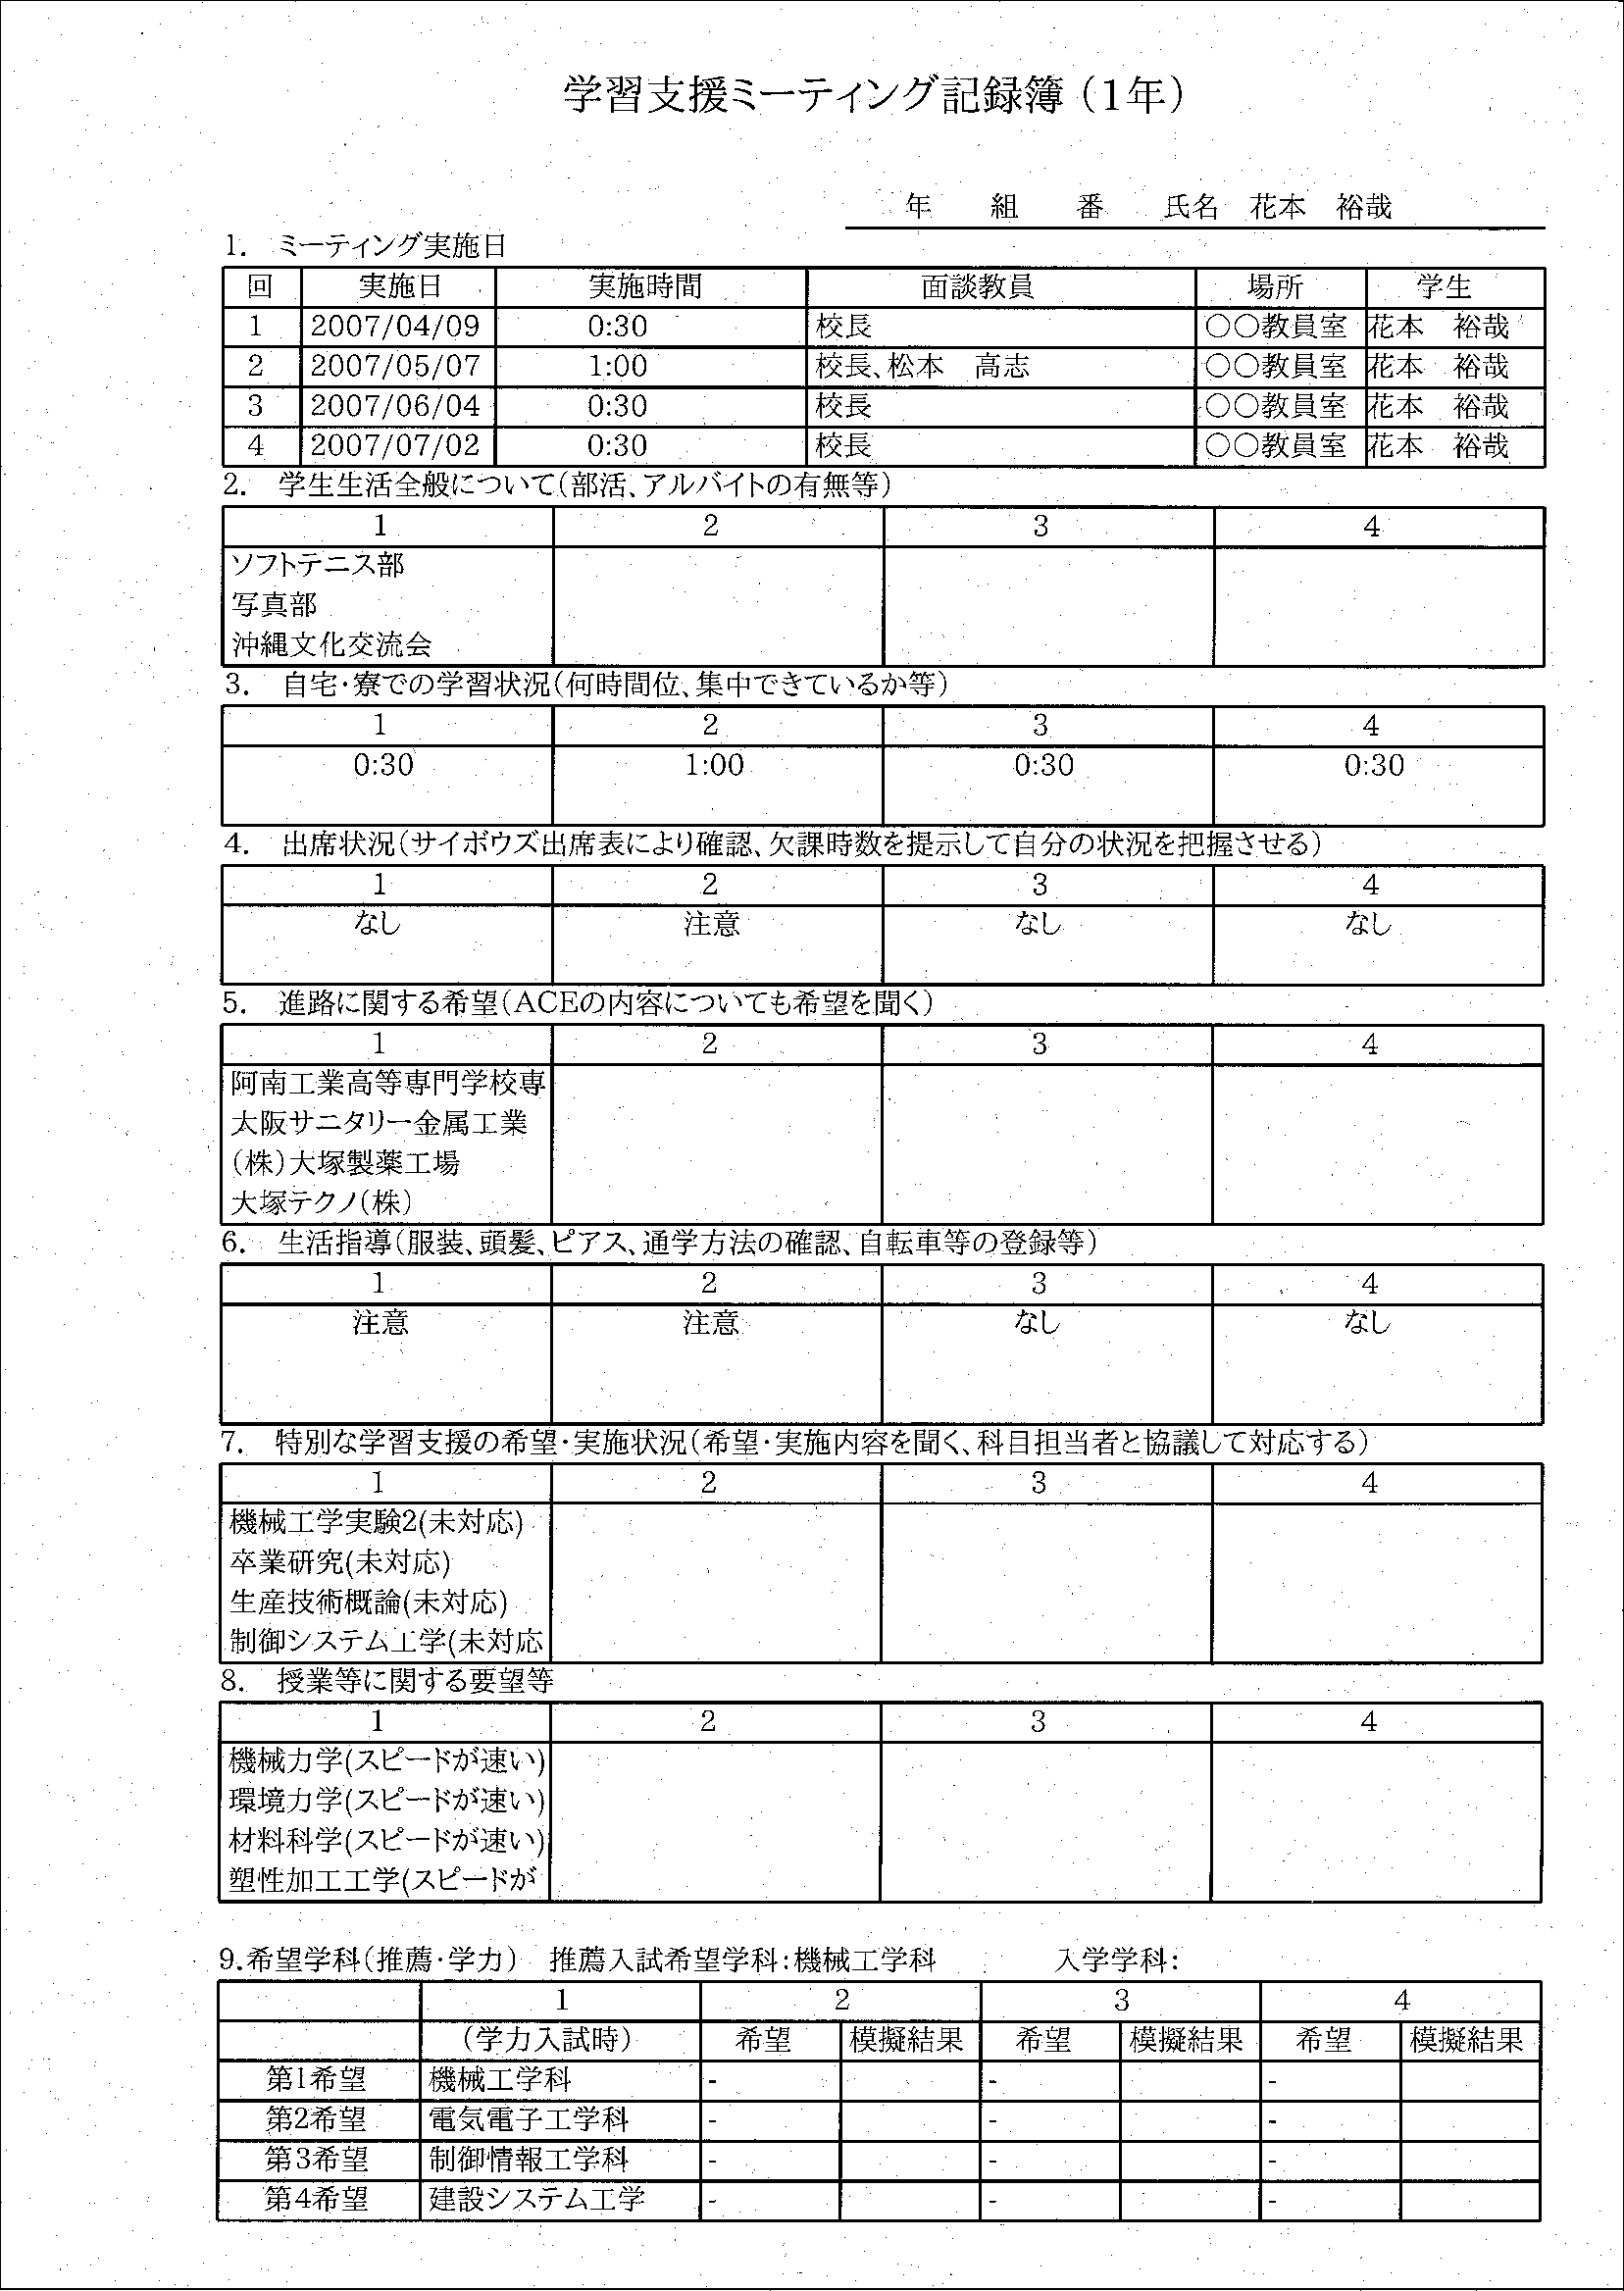 学習支援ミーティング記録簿（1年）
年　組　番　氏名　花本　裕哉
1.　ミーティング実施日
回　実施日　実施時間　面談教員　場所　学生
1　2007/04/09　0:30　校長　〇〇教員室　花本　裕哉
2　2007/05/07　1:00　校長、松本　高志　〇〇教員室　花本　裕哉
3　2007/06/04　0:30　校長　〇〇教員室　花本　裕哉
4　2007/07/02　0:30　校長　〇〇教員室　花本　裕哉
2.　学生生活全般について（部活、アルバイトの有無等）
1　2　3　4
ソフトテニス部
写真部
沖縄文化交流会
3.　自宅・寮での学習状況（何時間位、集中できているか等）
1　2　3　4
0:30　1:00　0:30　0:30
4.　出席状況（サイボウズ出席表により確認、欠課時数を提示して自分の状況を把握させる）
1　2　3　4
なし　注意　なし　なし
5.　進路に関する希望（ACEの内容についても希望を聞く）
1　2　3　4
阿南工業高等専門学校専
大阪サニタリー金属工業
（株）大塚製薬工場
大塚テクノ（株）
6.　生活指導（服装、頭髪、ピアス、通学方法の確認、自転車等の登録等）
1　2　3　4
注意　注意　なし　なし
7.　特別な学習支援の希望・実施状況（希望・実施内容を聞く、科目担当者と協議して対応する）
1　2　3　4
機械工学実験2(未対応)
卒業研究(未対応)
生産技術概論(未対応)
制御システム工学(未対応
8.　授業等に関する要望等
1　2　3　4
機械力学(スピードが速い)
環境力学(スピードが速い)
材料科学(スピードが速い)
塑性加工工学(スピードが
9.希望学科（推薦・学力）　推薦入試希望学科：機械工学科　入学学科：
1　2　3　4
（学力入試時）　希望　模擬結果　希望　模擬結果　希望　模擬結果
第1希望　機械工学科　-　-　-
第2希望　電気電子工学科　-　-　-
第3希望　制御情報工学科　-　-　-
第4希望　建設システム工学　-　-　-